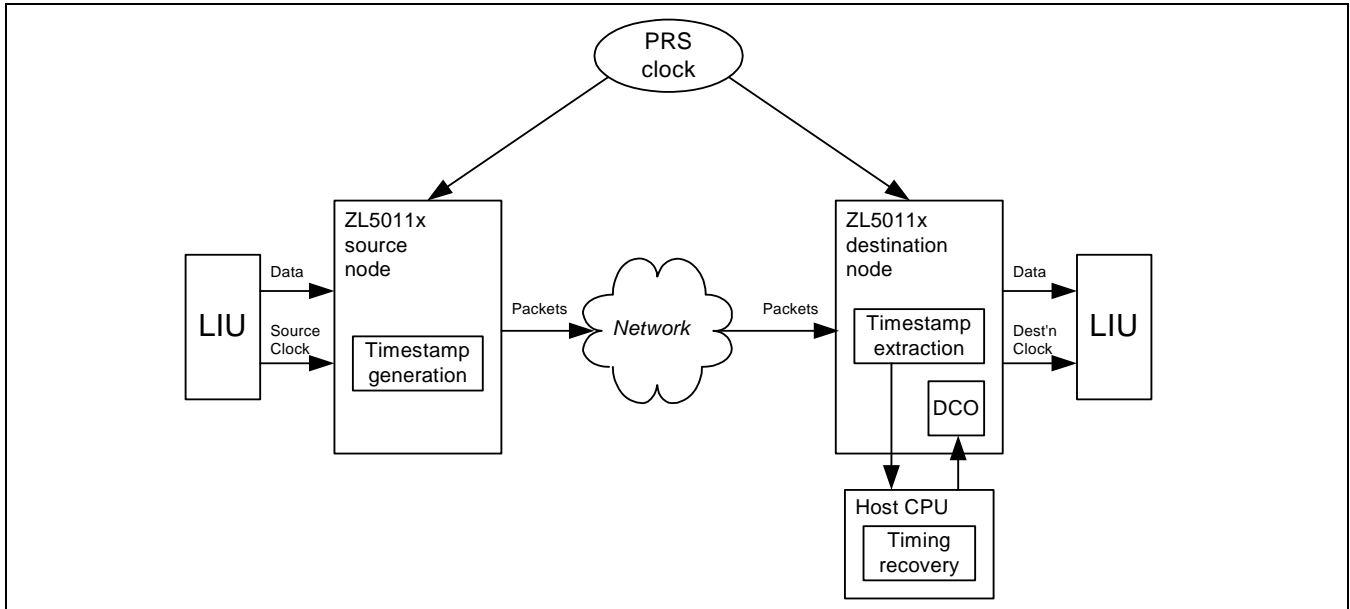 PRS
clock
ZL5011x
source
node
Timestamp
generation
LIU
Data
Source
Clock
Packets
Network
Packets
ZL5011x
destination
node
Timestamp
extraction
DCO
Data
Dest'n
Clock
LIU
Host CPU
Timing
recovery